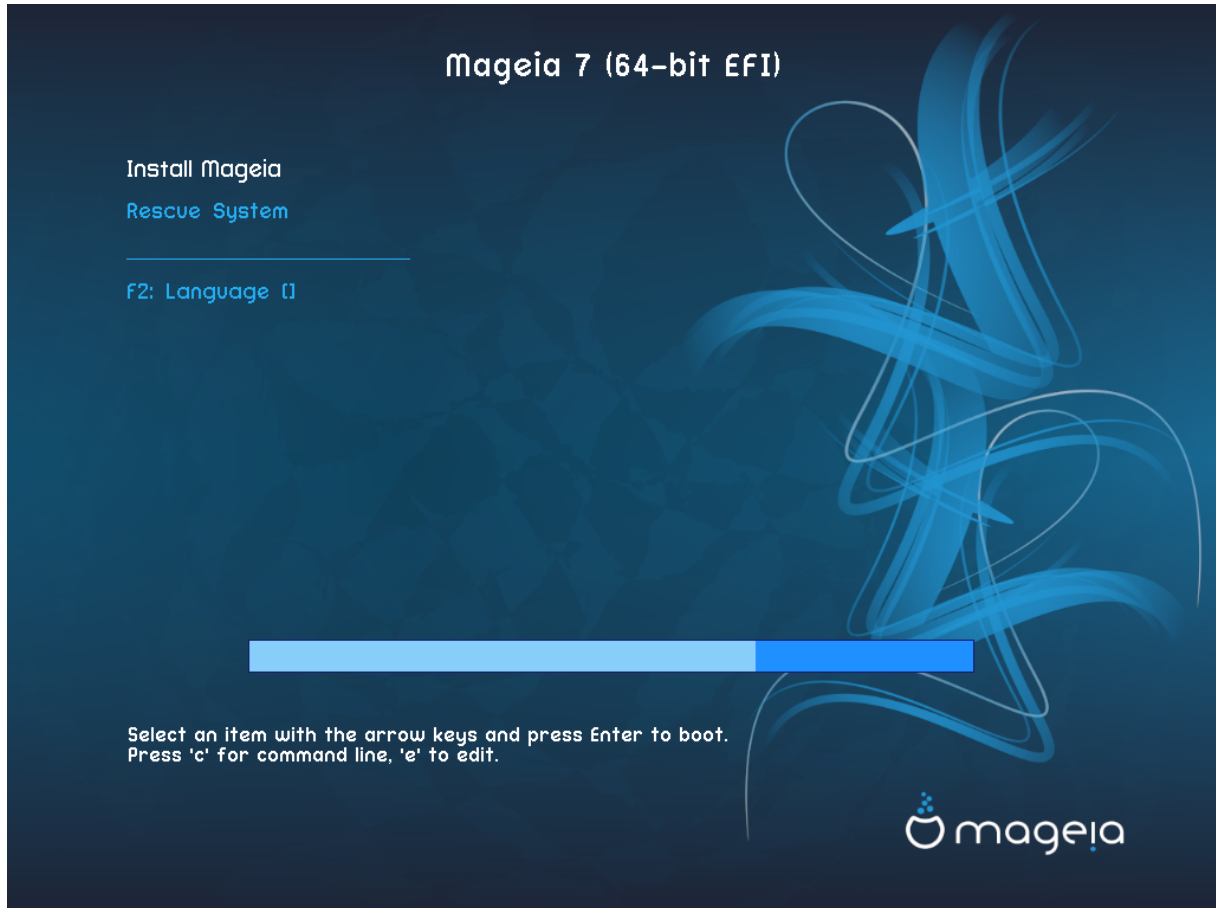 Mageia 7 (64-bit EFI)
Install Mageia
Rescue System
F2: Language []
Select an item with the arrow keys and press Enter to boot.
Press 'c' for command line, 'e' to edit.
mageia